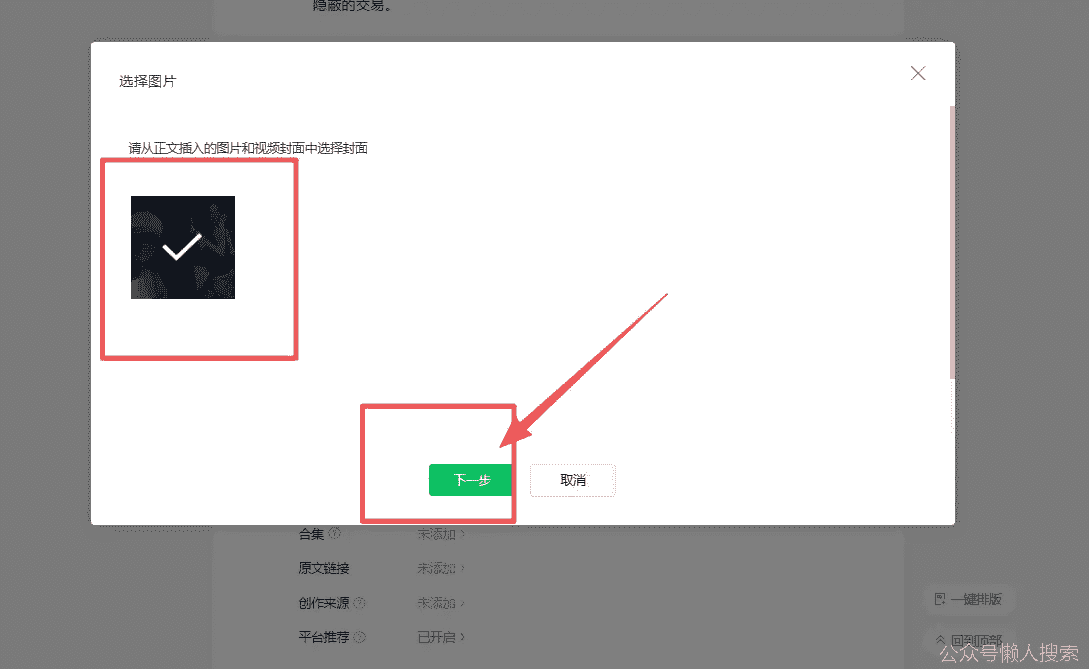 隐蔽的交易。
选择图片
请从正文插入的图片和视频封面中选择封面
下一步
取消
合集 ? 未添加 >
原文链接 未添加 >
创作来源 ? 未添加 >
平台推荐 ? 已开启 >
一键排版
回到顶部
公众号懒人搜索